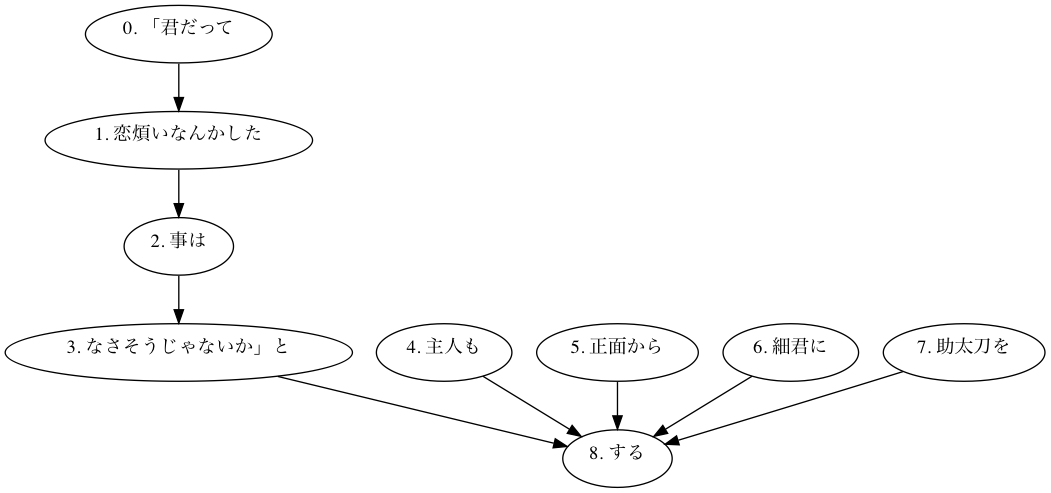 0. 「君だって
1. 恋煩いなんかした
2. 事は
3. なさそうじゃないか」と
4. 主人も
5. 正面から
6. 細君に
7. 助太刀を
8. する